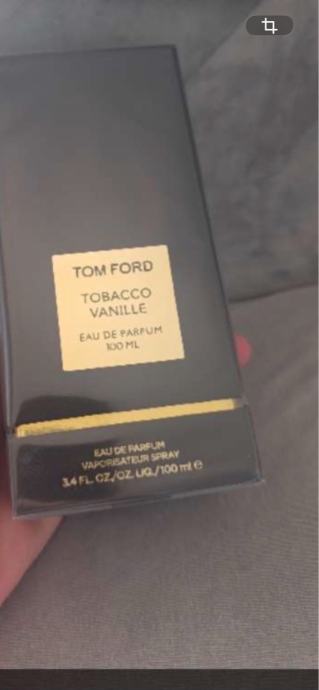 TOM FORD
TOBACCO
VANILLE
EAU DE PARFUM
100 ML
EAU DE PARFUM
VAPORISATEUR SPRAY
3.4 FL. OZ./OZ. LIQ./100 ml ℮